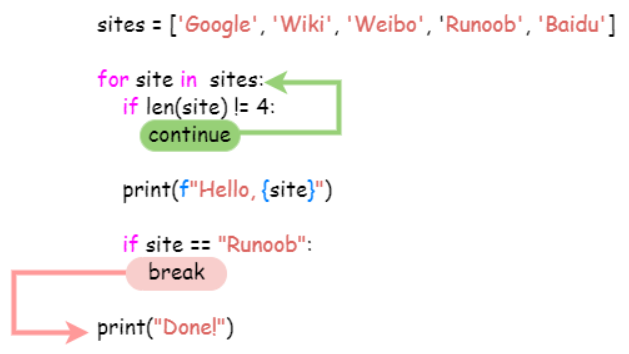 sites = ['Google', 'Wiki', 'Weibo', 'Runoob', 'Baidu']
for site in sites:
if len(site) != 4:
continue
print(f"Hello, {site}")
if site == "Runoob":
break
print("Done!")